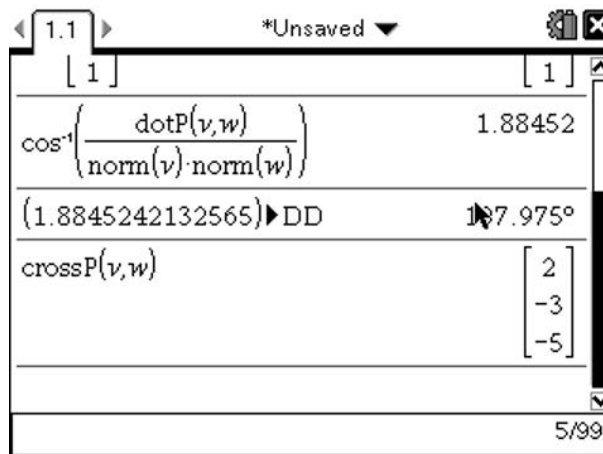 1.1 *Unsaved
[1] [1]
cos⁻¹(dotP(v,w)/norm(v)·norm(w)) 1.88452
(1.8845242132565)▶DD 107.975°
crossP(v,w) [2
-3
-5]
5/99